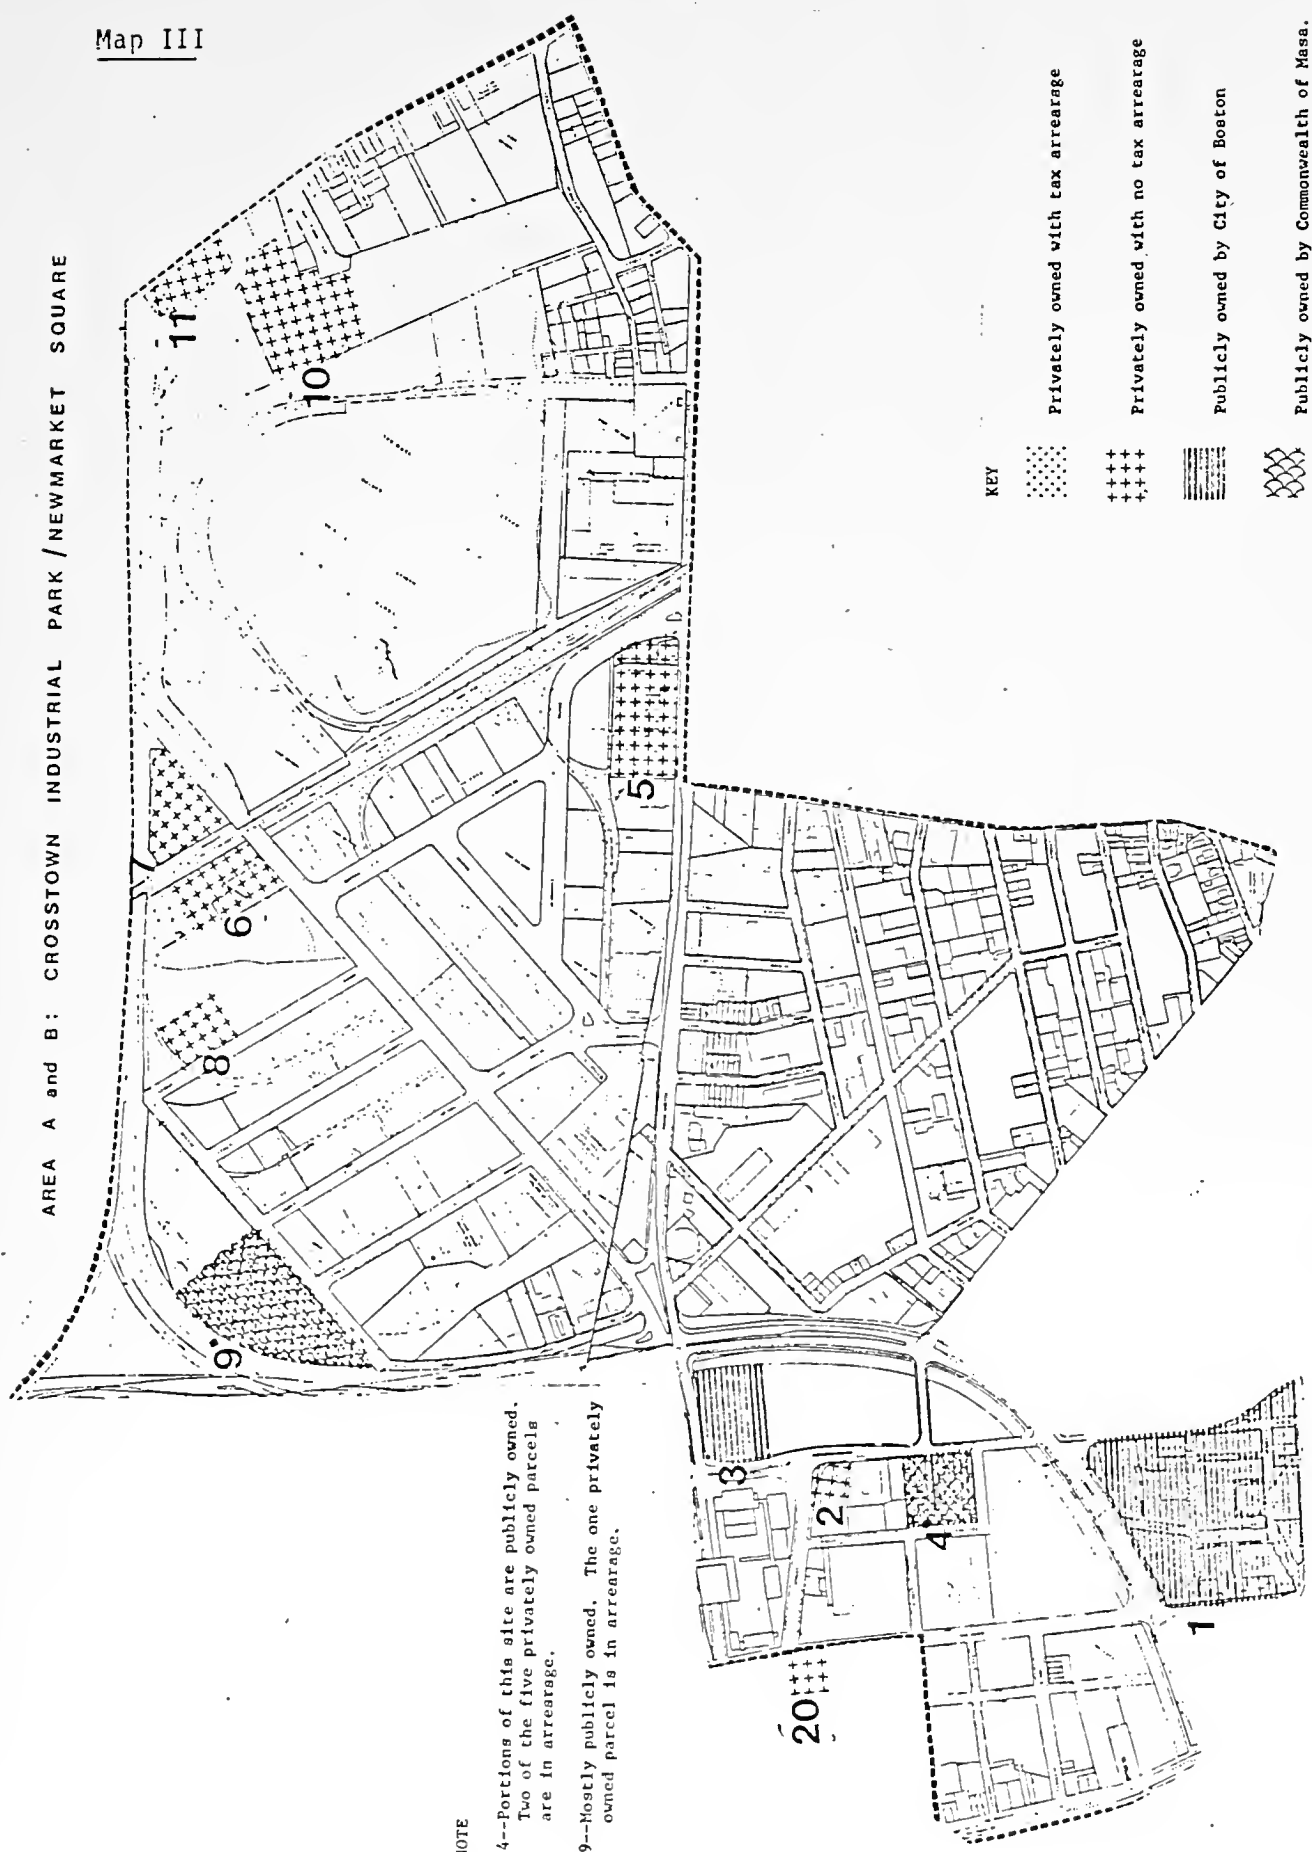 Map III
AREA A and B: CROSSTOWN INDUSTRIAL PARK/NEWMARKET SQUARE
11
10
7
6
5
8
9
3
2
4
1
20
KEY
Privately owned with tax arrearage
Privately owned with no tax arrearage
Publicly owned by City of Boston
Publicly owned by Commonwealth of Masa.
NOTE
4--Portions of this site are publicly owned.
Two of the five privately owned parcels
are in arrearage.
9--Mostly publicly owned. The one privately
owned parcel is in arrearage.